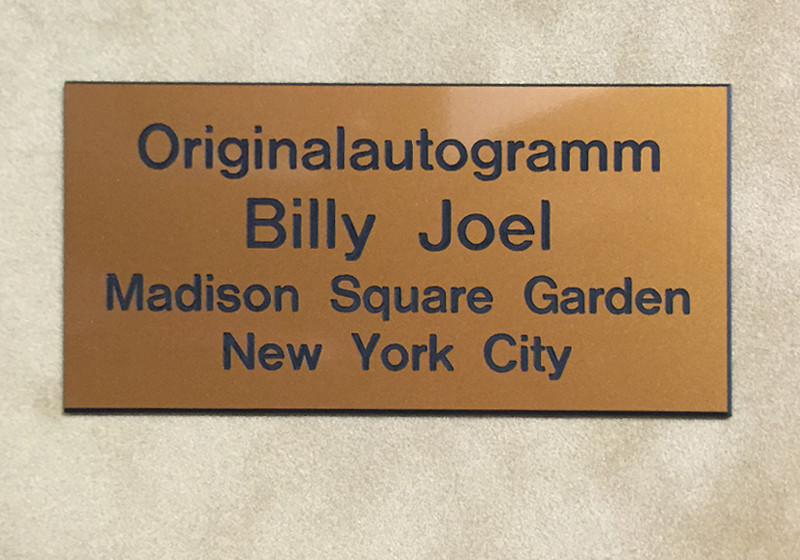 Originalautogramm
Billy Joel
Madison Square Garden
New York City